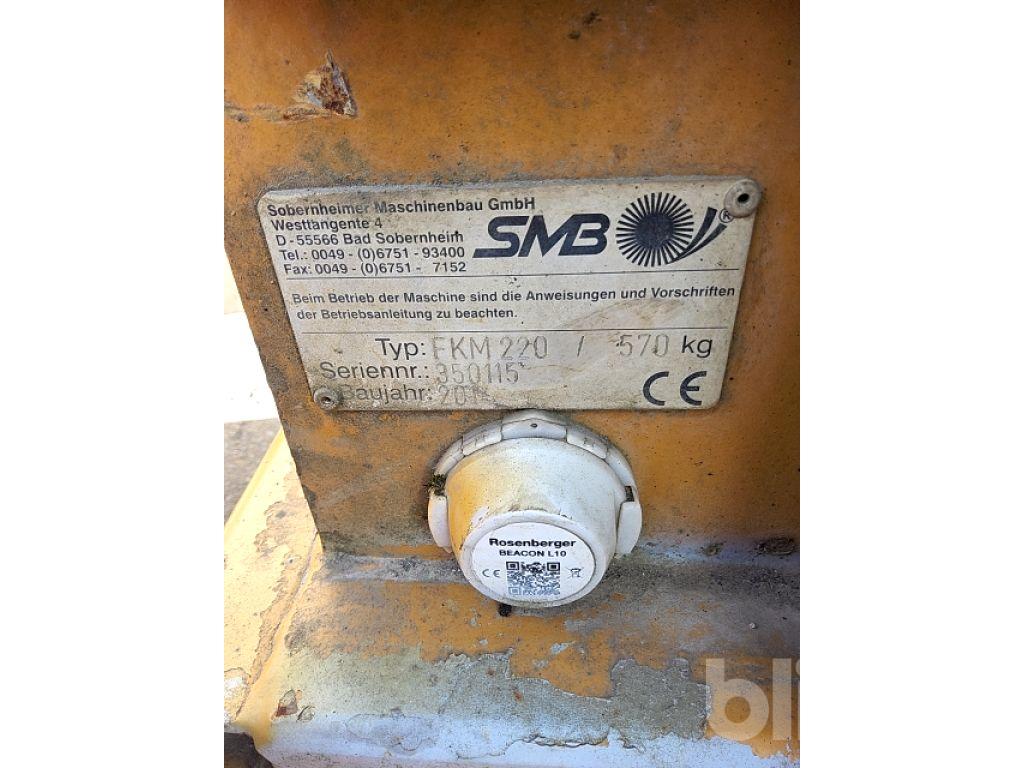 Sobernheimer Maschinenbau GmbH
Westtangente 4
D - 55566 Bad Sobernheim
Tel.: 0049 - (0)6751 - 93400
Fax: 0049 - (0)6751 - 7152
SMB ®
Beim Betrieb der Maschine sind die Anweisungen und Vorschriften
der Betriebsanleitung zu beachten.
Typ: FKM 220 / 570 kg
Seriennr.: 350115
Baujahr:
CE
Rosenberger
BEACON L10
CE